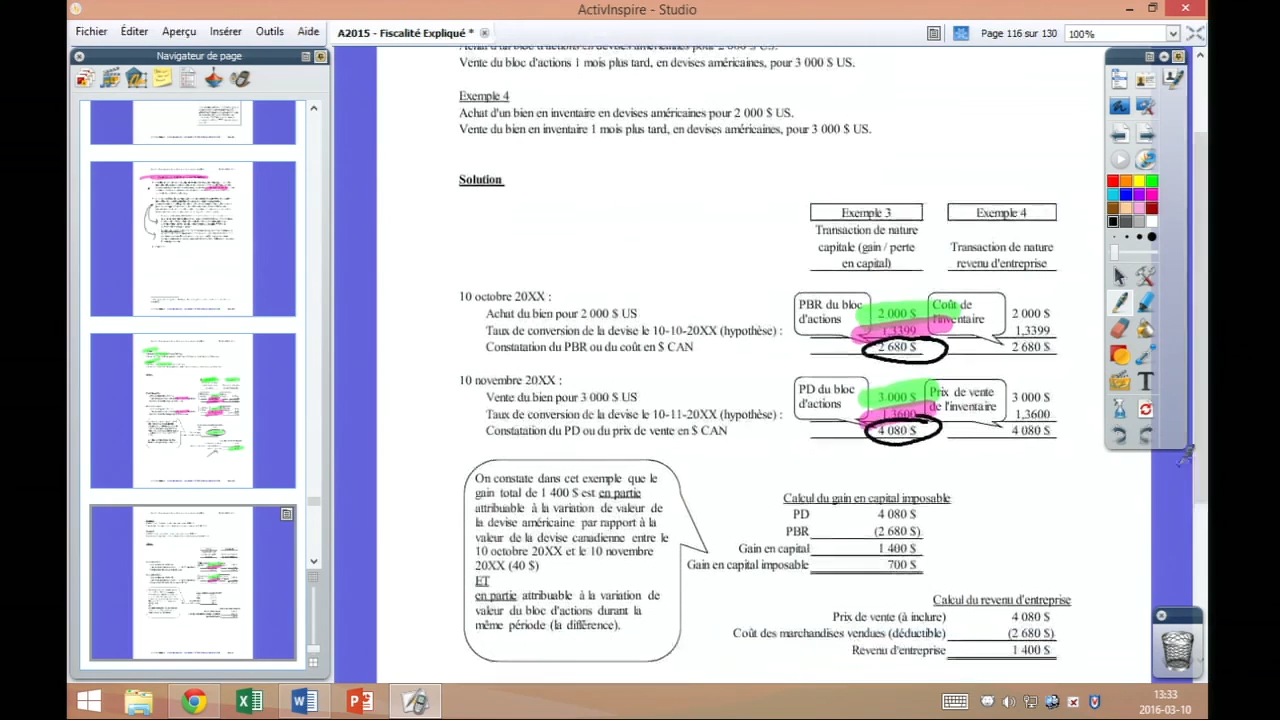 ActivInspire - Studio
Fichier Éditer Aperçu Insérer Outils Aide
A2015 - Fiscalité Expliqué *
Page 116 sur 130
100%
Navigateur de page
Vente du bloc d'actions 1 mois plus tard, en devises américaines, pour 3 000 $ US.
Exemple 4
Achat d'un bien en inventaire en devises américaines pour 2 000 $ US.
Vente du bien en inventaire 1 mois plus tard, en devises américaines, pour 3 000 $ US.
Solution
Exemple 3 Exemple 4
Transaction de nature
capitale (gain / perte
en capital)
Transaction de nature
revenu d'entreprise
10 octobre 20XX :
Achat du bien pour 2 000 $ US 2 000 $ 2 000 $
Taux de conversion de la devise le 10-10-20XX (hypothèse) : 1,3399 1,3399
Constatation du PBR ou du coût en $ CAN 2 680 $ 2 680 $
PBR du bloc
d'actions
Coût de
l'inventaire
10 novembre 20XX :
Vente du bien pour 3 000 $ US 3 000 $ 3 000 $
Taux de conversion de la devise le 10-11-20XX (hypothèse) : 1,3600 1,3600
Constatation du PD ou du prix de vente en $ CAN 4 080 $ 4 080 $
PD du bloc
d'actions
Prix de vente
de l'inventaire
On constate dans cet exemple que le
gain total de 1 400 $ est en partie
attribuable à la variation de valeur de
la devise américaine par rapport à la
valeur de la devise canadienne entre le
10 octobre 20XX et le 10 novembre
20XX (40 $)
ET
en partie attribuable à la variation de
valeur du bloc d'actions durant la
même période (la différence).
Calcul du gain en capital imposable
PD 4 080 $
PBR (2 680 $)
Gain en capital 1 400 $
Gain en capital imposable 700 $
Calcul du revenu d'entreprise
Prix de vente (à inclure) 4 080 $
Coût des marchandises vendues (déductible) (2 680 $)
Revenu d'entreprise 1 400 $
13:33
2016-03-10